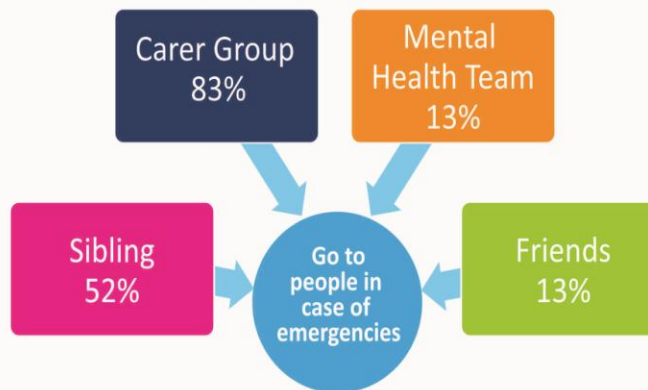 Carer Group
83%
Mental
Health Team
13%
Sibling
52%
Go to
people in
case of
emergencies
Friends
13%